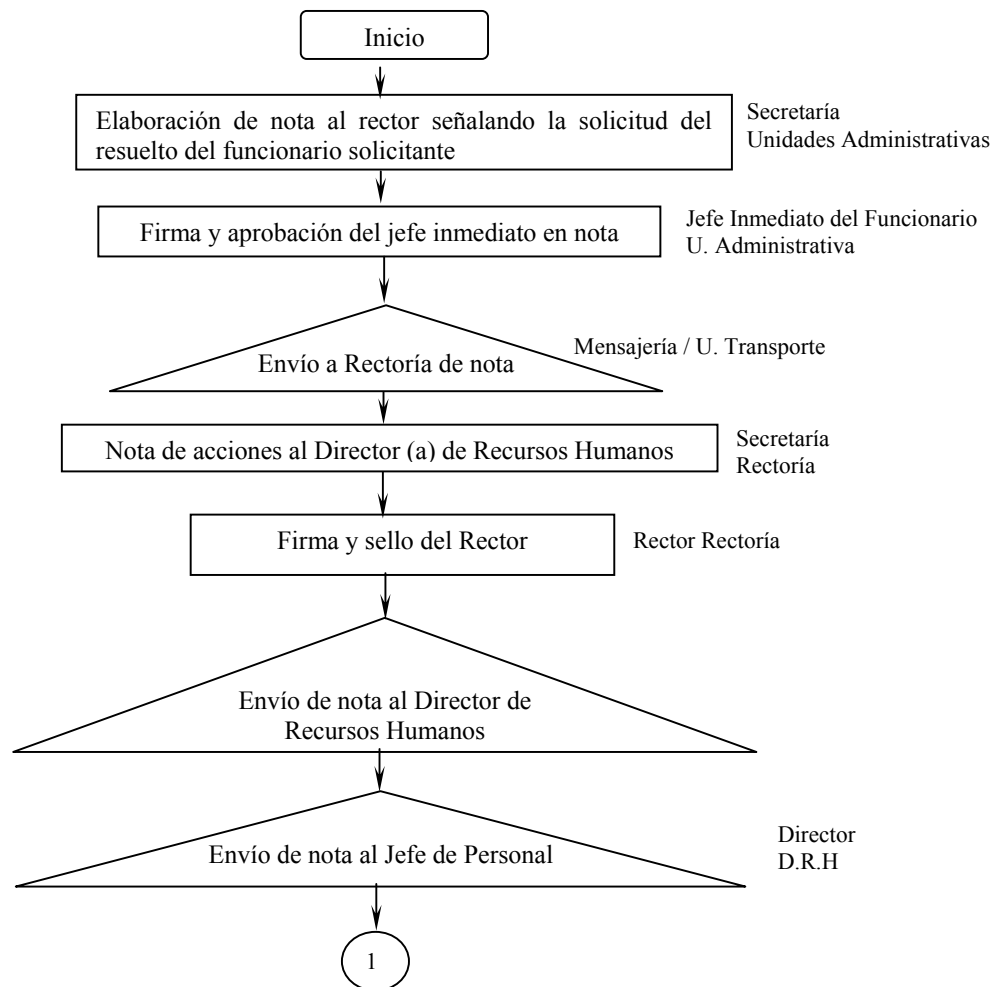 Inicio
Elaboración de nota al rector señalando la solicitud del
resuelto del funcionario solicitante
Secretaría
Unidades Administrativas
Firma y aprobación del jefe inmediato en nota
Jefe Inmediato del Funcionario
U. Administrativa
Envío a Rectoría de nota
Mensajería / U. Transporte
Nota de acciones al Director (a) de Recursos Humanos
Secretaría
Rectoría
Firma y sello del Rector
Rector Rectoría
Envío de nota al Director de
Recursos Humanos
Envío de nota al Jefe de Personal
Director
D.R.H
1